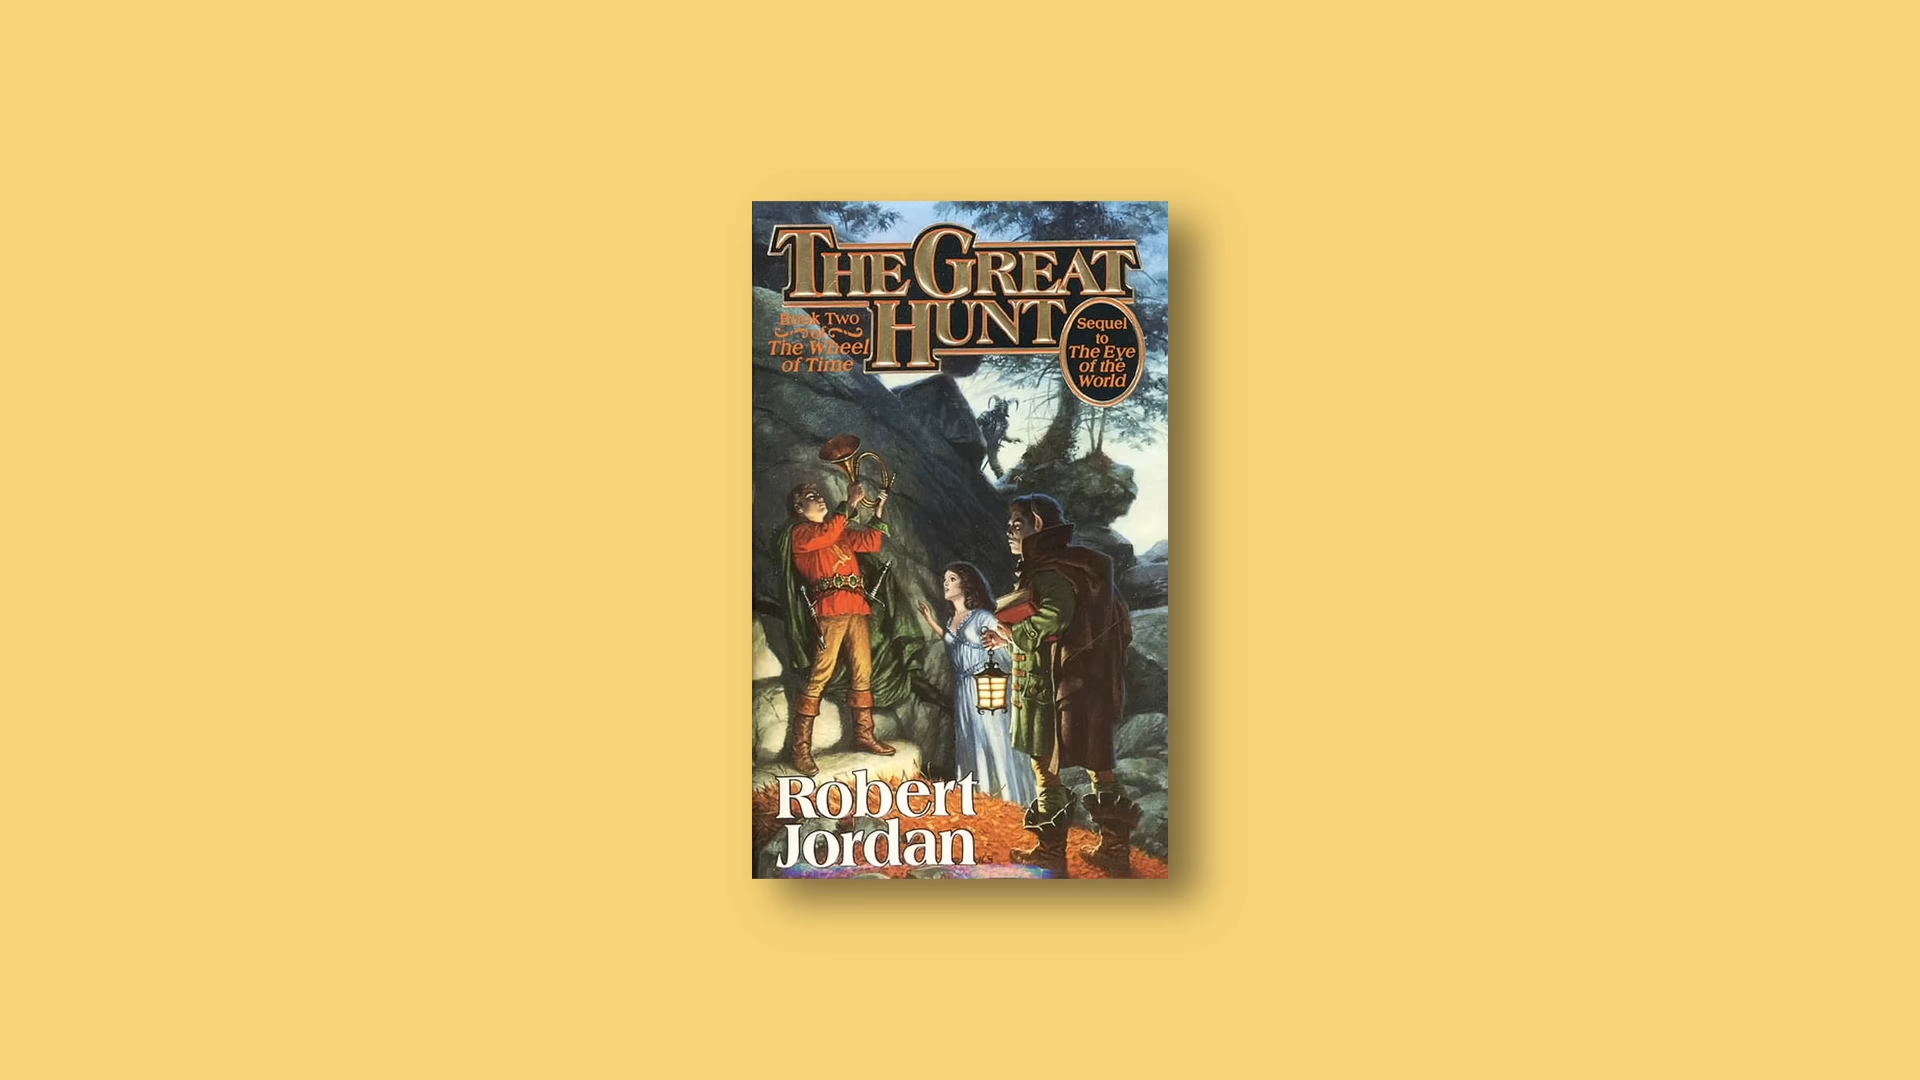 THE GREAT
HUNT
Book Two
of
The Wheel
of Time
Sequel
to
The Eye
of the
World
Robert
Jordan